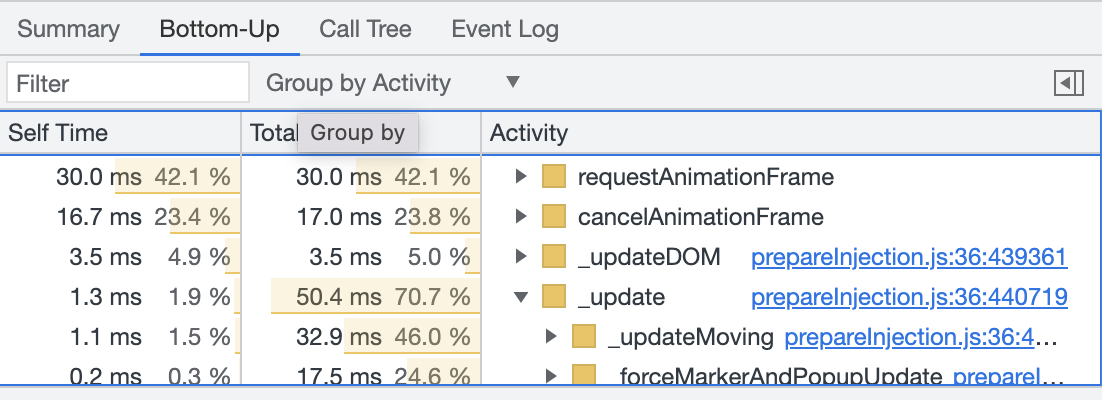 Summary Bottom-Up Call Tree Event Log
Filter Group by Activity ▼
Self Time Total Group by Activity
30.0 ms 42.1 % 30.0 ms 42.1 % requestAnimationFrame
16.7 ms 23.4 % 17.0 ms 23.8 % cancelAnimationFrame
3.5 ms 4.9 % 3.5 ms 5.0 % _updateDOM prepareInjection.js:36:439361
1.3 ms 1.9 % 50.4 ms 70.7 % _update prepareInjection.js:36:440719
1.1 ms 1.5 % 32.9 ms 46.0 % _updateMoving prepareInjection.js:36:4…
0.2 ms 0.3 % 17.5 ms 24.6 % _forceMarkerAndPopupUpdate prepareI…